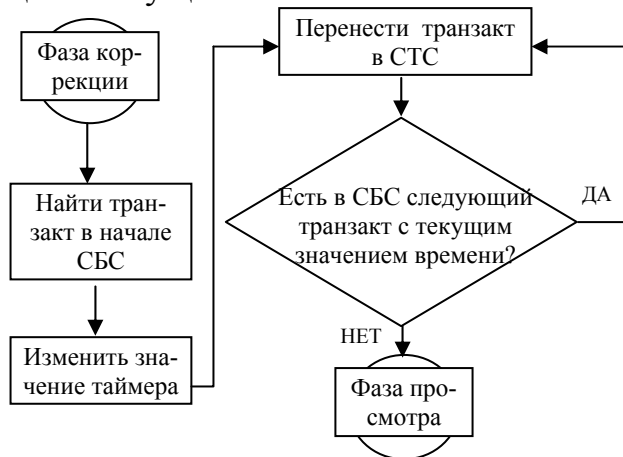 Фаза кор-
рекции
Найти тран-
закт в начале
СБС
Изменить зна-
чение таймера
Перенести транзакт
в СТС
Есть в СБС следующий
транзакт с текущим
значением времени?
ДА
НЕТ
Фаза про-
смотра